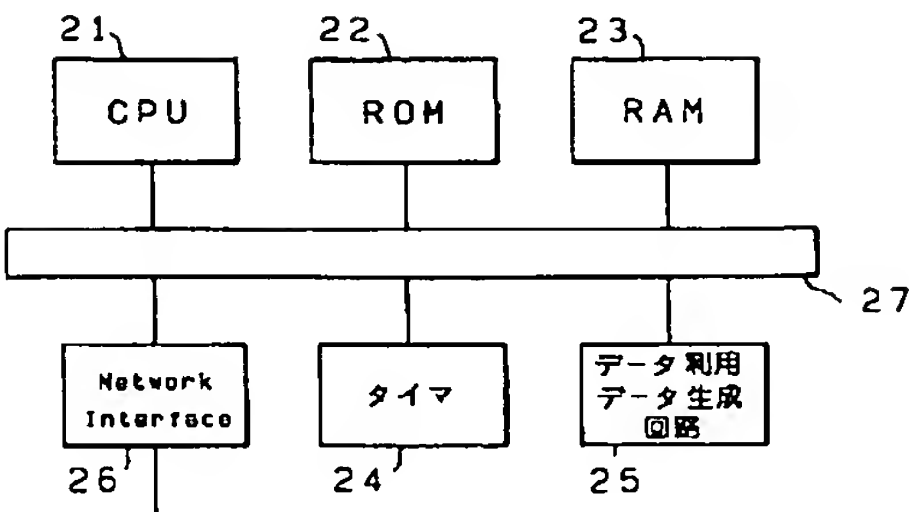 21
22
23
CPU
ROM
RAM
27
Network
Interface
タイマ
データ利用
データ生成
回路
26
24
25